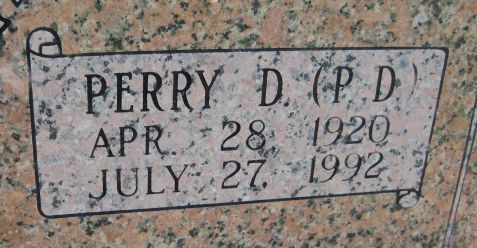 PERRY D. (P D)
APR. 28, 1920
JULY 27, 1992